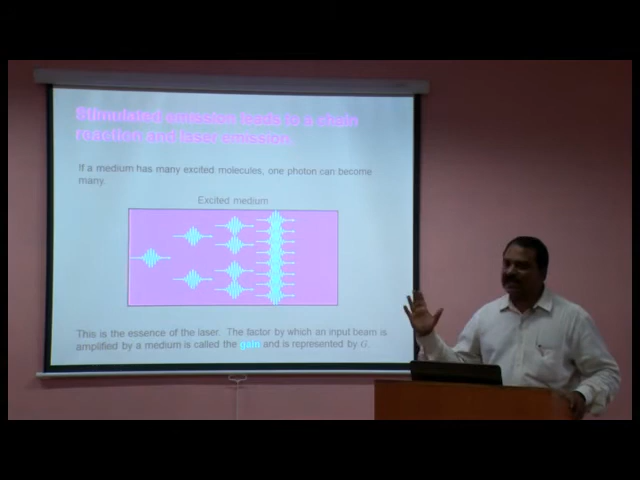 Stimulated emission leads to a chain
reaction and laser emission.
If a medium has many excited molecules, one photon can become
many.
Excited medium
This is the essence of the laser. The factor by which an input beam is
amplified by a medium is called the gain and is represented by G.